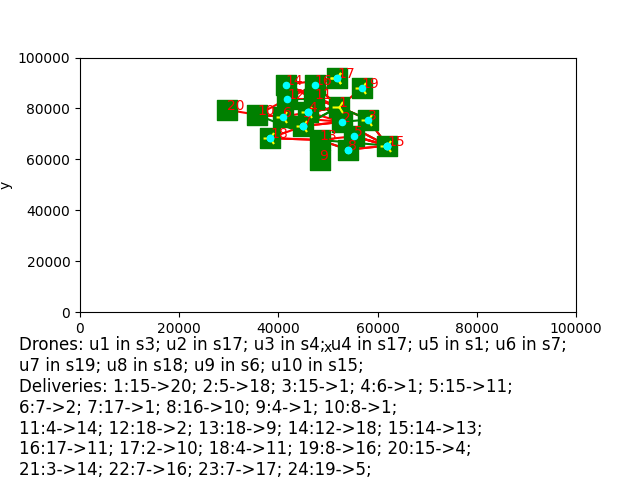 100000
80000
60000
40000
20000
0
y
20
17
19
15
0 20000 40000 60000 80000 100000
x
Drones: u1 in s3; u2 in s17; u3 in s4; u4 in s17; u5 in s1; u6 in s7;
u7 in s19; u8 in s18; u9 in s6; u10 in s15;
Deliveries: 1:15->20; 2:5->18; 3:15->1; 4:6->1; 5:15->11;
6:7->2; 7:17->1; 8:16->10; 9:4->1; 10:8->1;
11:4->14; 12:18->2; 13:18->9; 14:12->18; 15:14->13;
16:17->11; 17:2->10; 18:4->11; 19:8->16; 20:15->4;
21:3->14; 22:7->16; 23:7->17; 24:19->5;